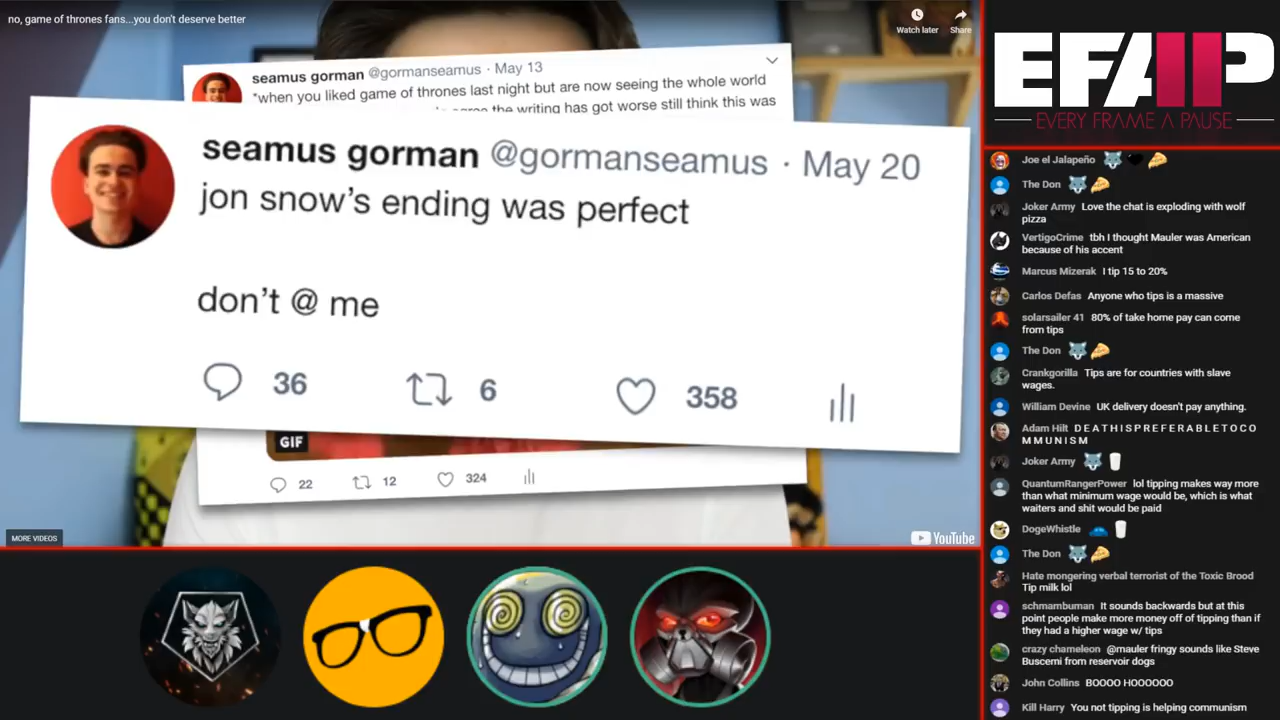 no, game of thrones fans...you don't deserve better
Watch later
Share
seamus gorman @gormanseamus · May 13
"when you liked game of thrones last night but are now seeing the whole world
agree the writing has got worse still think this was
seamus gorman @gormanseamus · May 20
jon snow's ending was perfect
don't @ me
36
6
358
GIF
22
12
324
MORE VIDEOS
YouTube
EFAP
EVERY FRAME A PAUSE
Joe el Jalapeño
The Don
Joker Army Love the chat is exploding with wolf
pizza
VertigoCrime tbh I thought Mauler was American
because of his accent
Marcus Mizerak I tip 15 to 20%
Carlos Defas Anyone who tips is a massive
solarsailer 41 80% of take home pay can come
from tips
The Don
Crankgorilla Tips are for countries with slave
wages.
William Devine UK delivery doesn't pay anything.
Adam Hilt D E A T H I S P R E F E R A B L E T O C O
M M U N I S M
Joker Army
QuantumRangerPower lol tipping makes way more
than what minimum wage would be, which is what
waiters and shit would be paid
DogeWhistle
The Don
Hate mongering verbal terrorist of the Toxic Brood
Tip milk lol
schmambuman It sounds backwards but at this
point people make more money off of tipping than if
they had a higher wage w/ tips
crazy chameleon @mauler fringy sounds like Steve
Buscemi from reservoir dogs
John Collins BOOOO HOOOOOO
Kill Harry You not tipping is helping communism